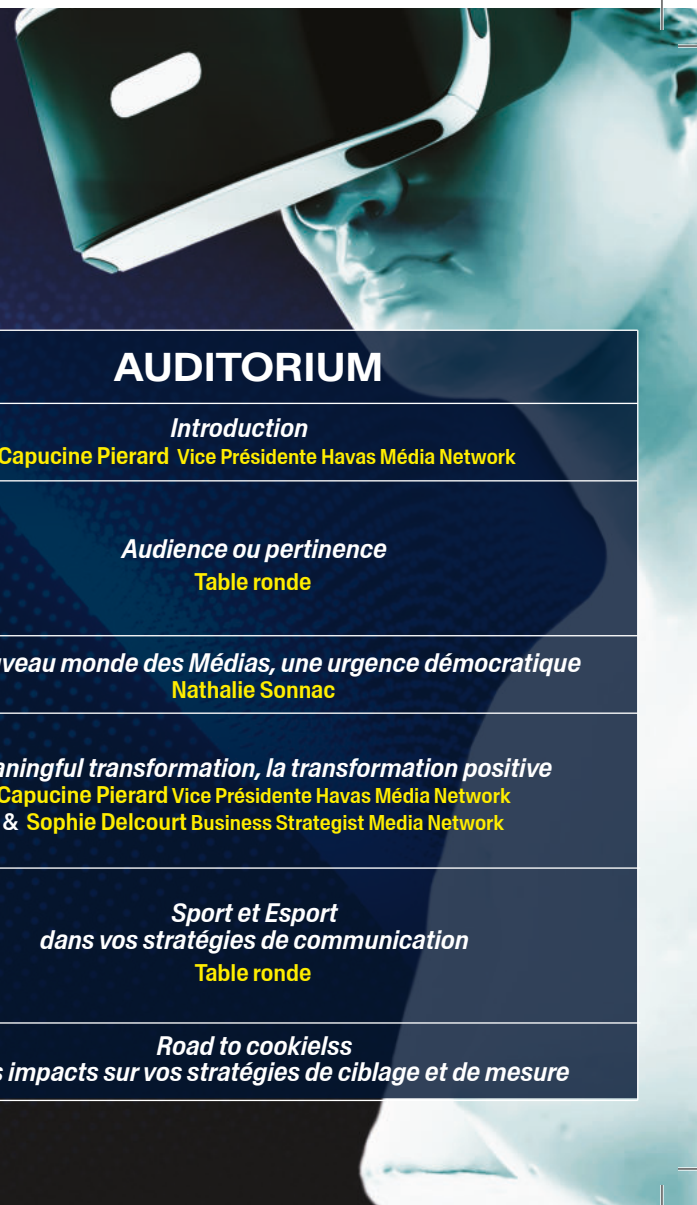 AUDITORIUM
Introduction
Capucine Pierard Vice Présidente Havas Média Network
Audience ou pertinence
Table ronde
veau monde des Médias, une urgence démocratique
Nathalie Sonnac
ningful transformation, la transformation positive
Capucine Pierard Vice Présidente Havas Média Network
& Sophie Delcourt Business Strategist Media Network
Sport et Esport
dans vos stratégies de communication
Table ronde
Road to cookielss
s impacts sur vos stratégies de ciblage et de mesure